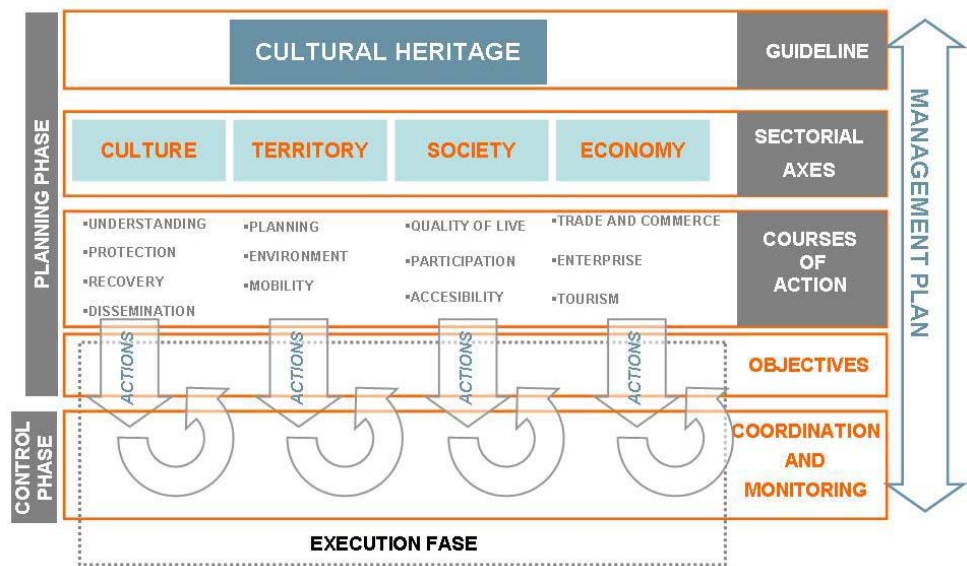 CULTURAL HERITAGE
GUIDELINE
PLANNING PHASE
MANAGEMENT PLAN
CULTURE
TERRITORY
SOCIETY
ECONOMY
SECTORIAL
AXES
▪UNDERSTANDING
▪PROTECTION
▪RECOVERY
▪DISSEMINATION
▪PLANNING
▪ENVIRONMENT
▪MOBILITY
▪QUALITY OF LIVE
▪PARTICIPATION
▪ACCESIBILITY
▪TRADE AND COMMERCE
▪ENTERPRISE
▪TOURISM
COURSES
OF
ACTION
ACTIONS
ACTIONS
ACTIONS
ACTIONS
OBJECTIVES
CONTROL
PHASE
COORDINATION
AND
MONITORING
EXECUTION FASE